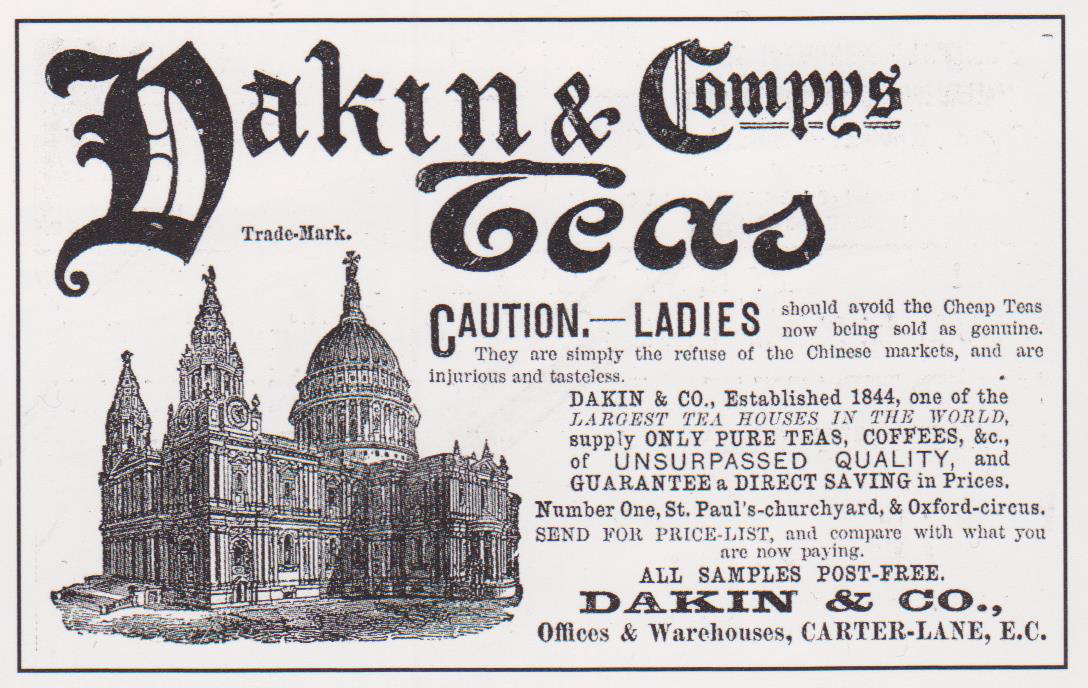 Dakin & Compys
Teas
Trade-Mark.
CAUTION.—LADIES should avoid the Cheap Teas
now being sold as genuine.
They are simply the refuse of the Chinese markets, and are
injurious and tasteless.
DAKIN & CO., Established 1844, one of the
LARGEST TEA HOUSES IN THE WORLD,
supply ONLY PURE TEAS, COFFEES, &c.,
of UNSURPASSED QUALITY, and
GUARANTEE a DIRECT SAVING in Prices.
Number One, St. Paul's-churchyard, & Oxford-circus.
SEND FOR PRICE-LIST, and compare with what you
are now paying.
ALL SAMPLES POST-FREE.
DAKIN & CO.,
Offices & Warehouses, CARTER-LANE, E.C.